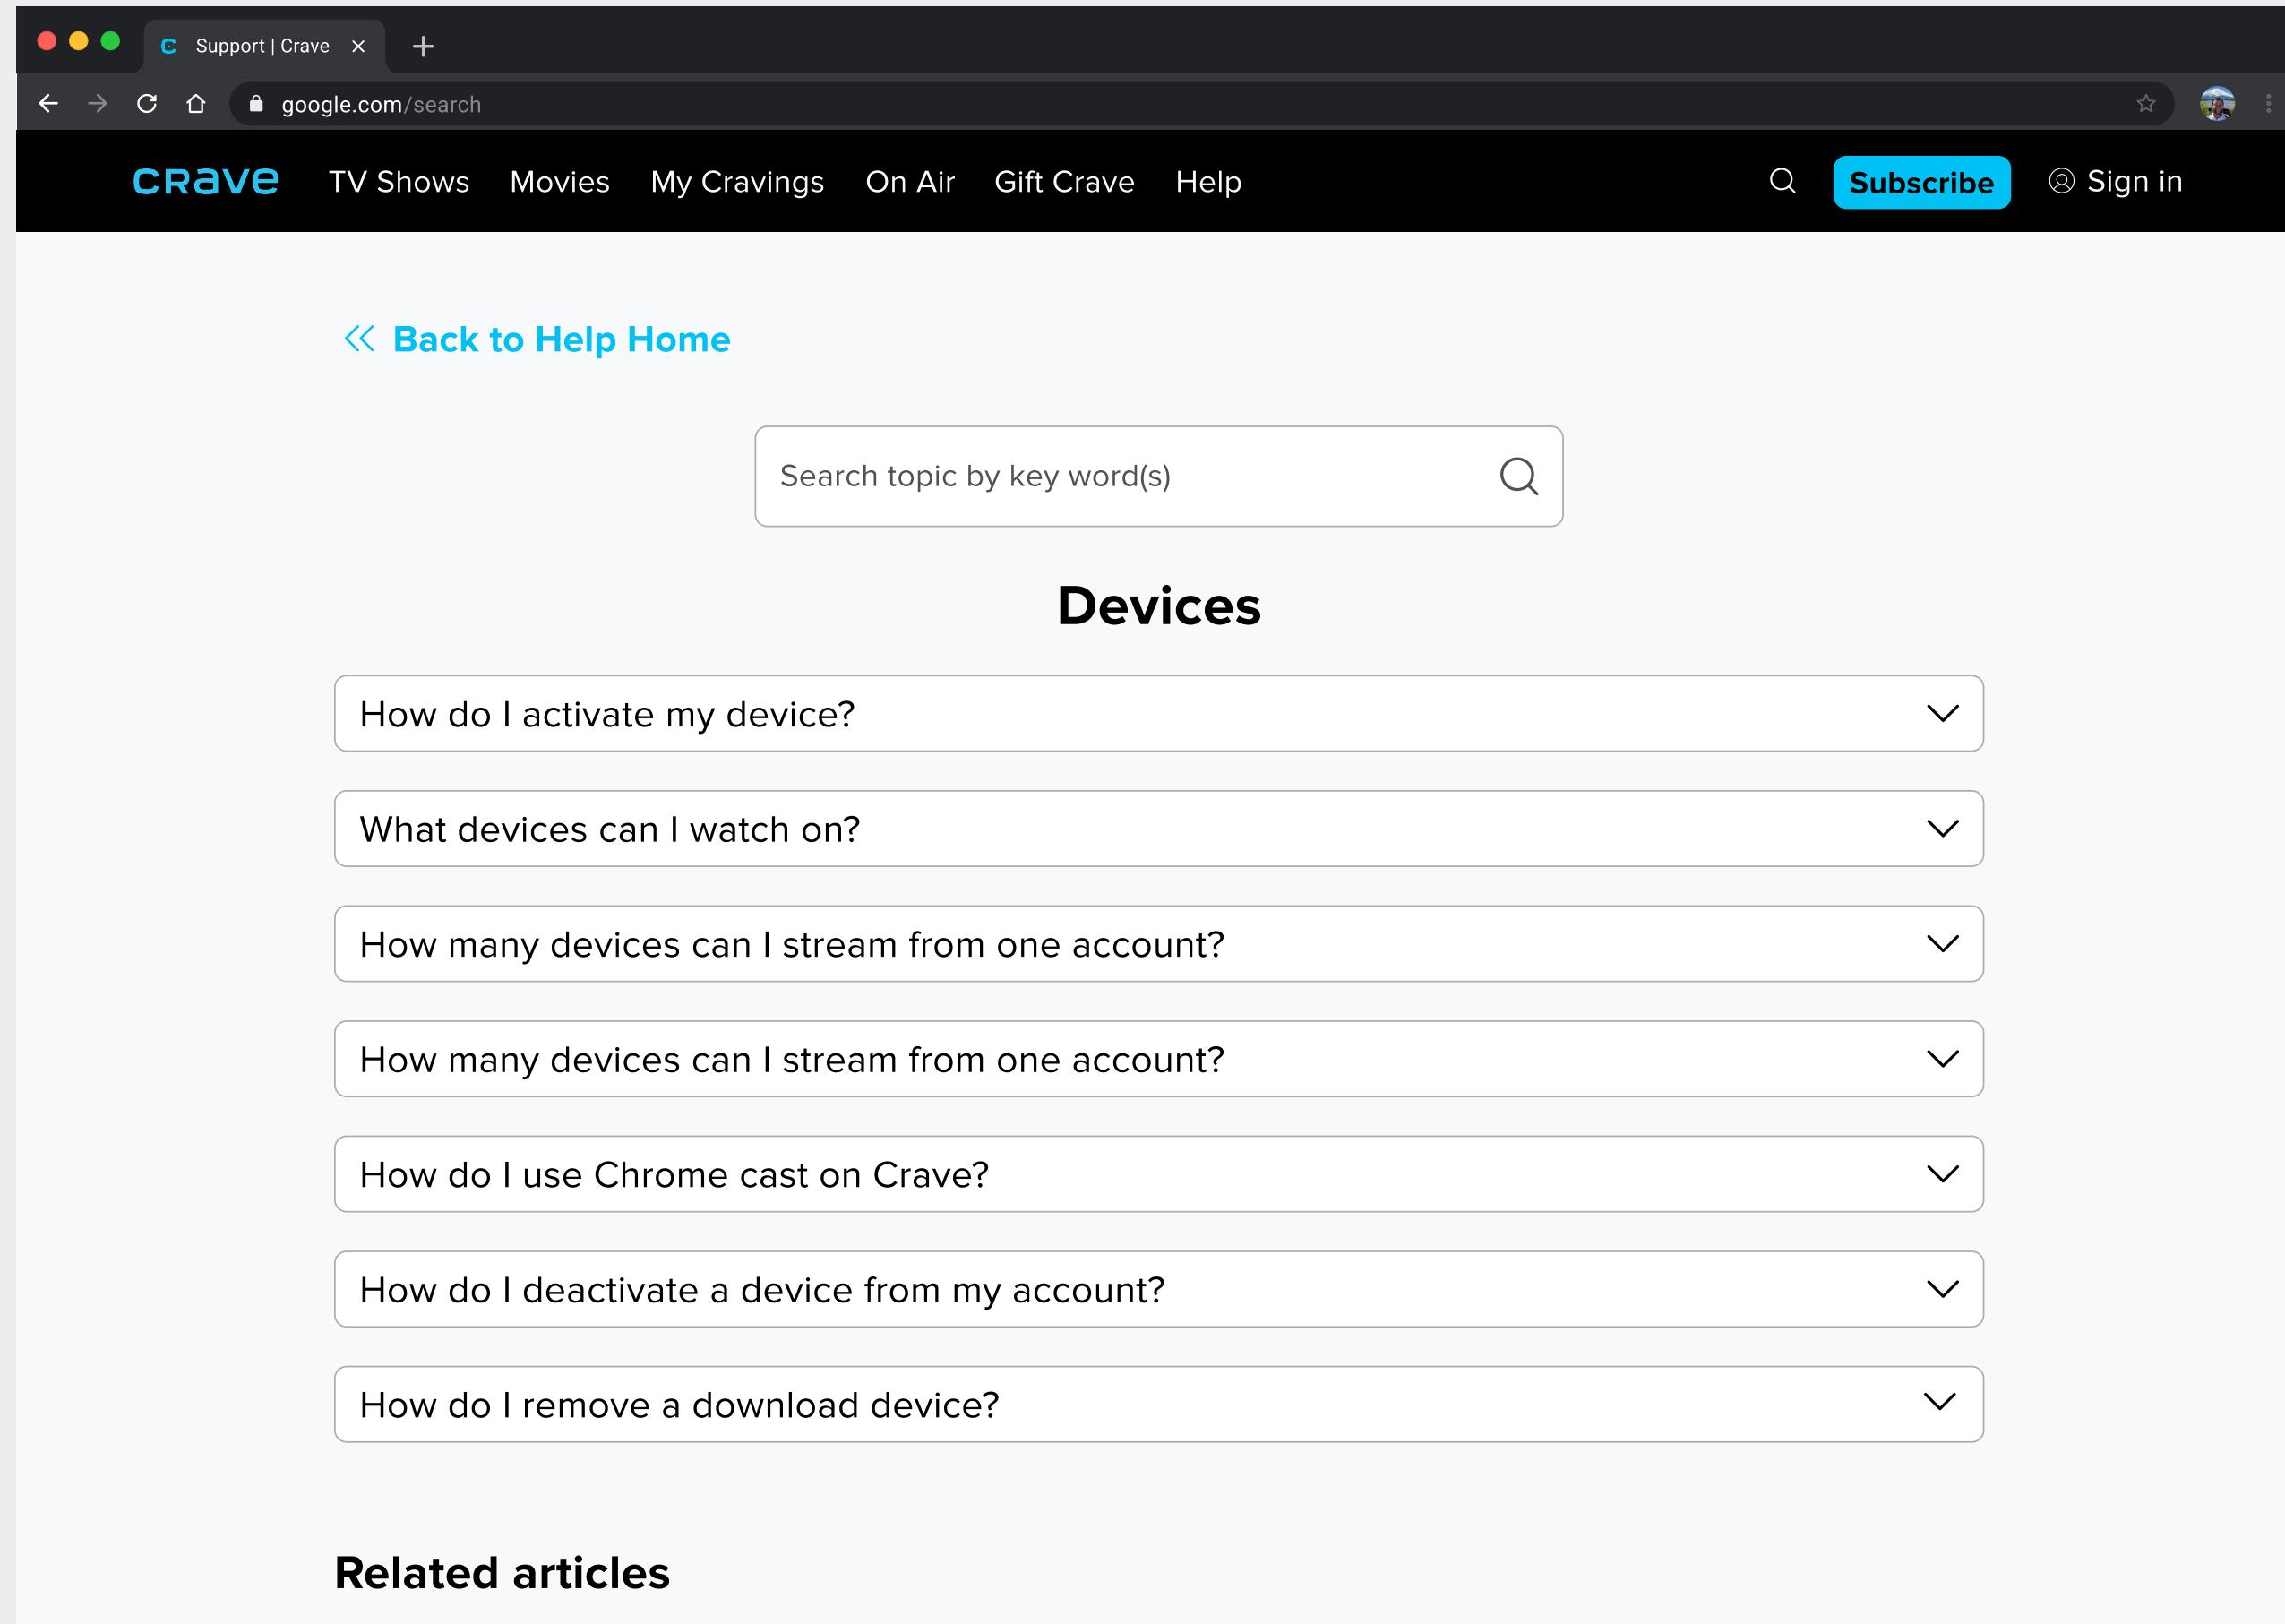 Support | Crave
google.com/search
CRAVE TV Shows Movies My Cravings On Air Gift Crave Help Subscribe Sign in
Back to Help Home
Search topic by key word(s)
Devices
How do I activate my device?
What devices can I watch on?
How many devices can I stream from one account?
How many devices can I stream from one account?
How do I use Chrome cast on Crave?
How do I deactivate a device from my account?
How do I remove a download device?
Related articles